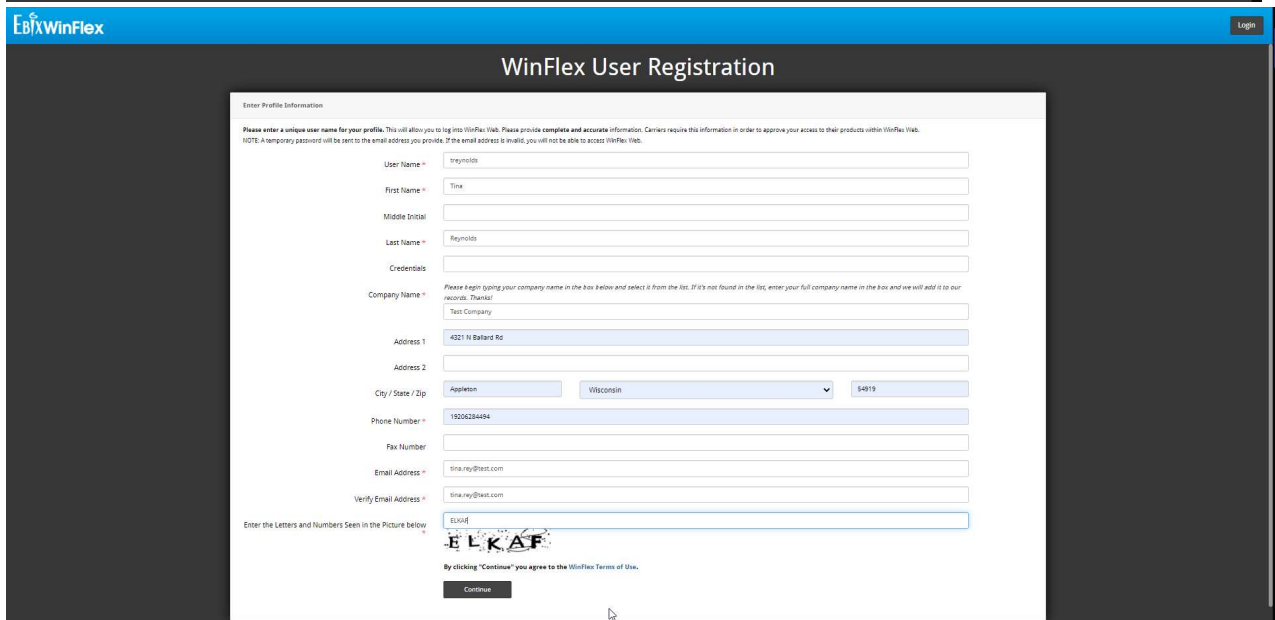 EbixWinFlex
Login
WinFlex User Registration
Enter Profile Information
Please enter a unique user name for your profile. This will allow you to log into WinFlex Web. Please provide complete and accurate information. Carriers require this information in order to approve your access to their products within WinFlex Web.
NOTE: A temporary password will be sent to the email address you provide. If the email address is invalid, you will not be able to access WinFlex Web.
User Name * treynolds
First Name * Tina
Middle Initial
Last Name * Reynolds
Credentials
Company Name * Please begin typing your company name in the box below and select it from the list. If it's not found in the list, enter your full company name in the box and we will add it to our
records. Thanks!
Test Company
Address 1 4321 N Ballard Rd
Address 2
City / State / Zip Appleton Wisconsin 54919
Phone Number * 19206284494
Fax Number
Email Address * tina.rey@test.com
Verify Email Address * tina.rey@test.com
Enter the Letters and Numbers Seen in the Picture below * ELKAF
ELKAF
By clicking "Continue" you agree to the WinFlex Terms of Use.
Continue